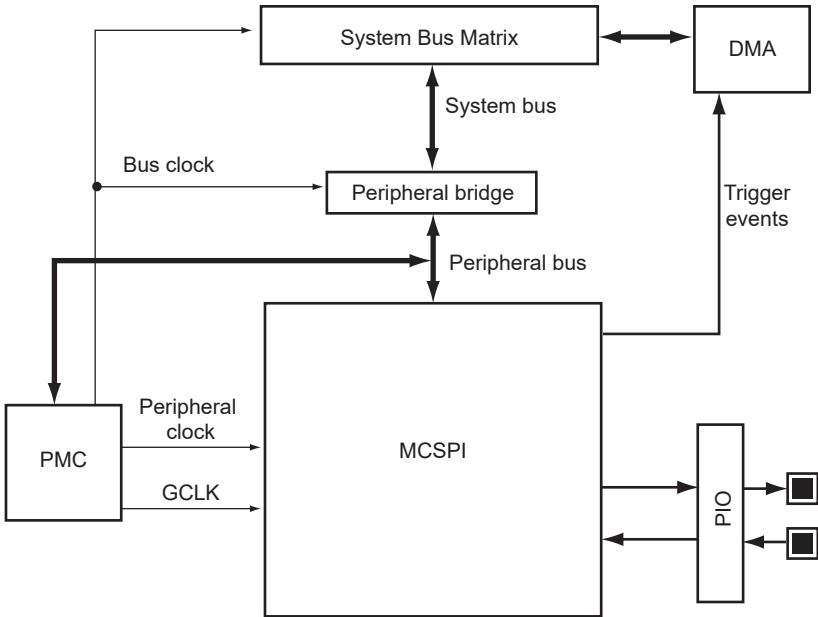 System Bus Matrix
DMA
System bus
Bus clock
Peripheral bridge
Trigger
events
Peripheral bus
Peripheral
clock
PMC
MCSPI
GCLK
PIO